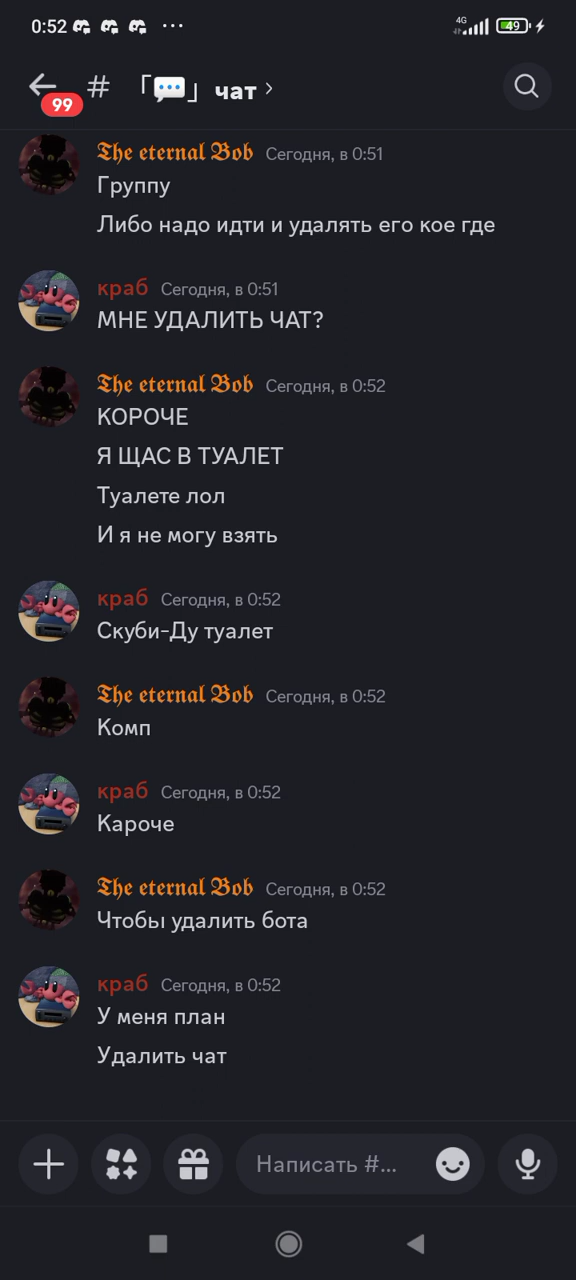 0:52
4G
49
99
# 「💬」 чат ›
The eternal Bob Сегодня, в 0:51
Группу
Либо надо идти и удалять его кое где
краб Сегодня, в 0:51
МНЕ УДАЛИТЬ ЧАТ?
The eternal Bob Сегодня, в 0:52
КОРОЧЕ
Я ЩАС В ТУАЛЕТ
Туалете лол
И я не могу взять
краб Сегодня, в 0:52
Скуби-Ду туалет
The eternal Bob Сегодня, в 0:52
Комп
краб Сегодня, в 0:52
Кароче
The eternal Bob Сегодня, в 0:52
Чтобы удалить бота
краб Сегодня, в 0:52
У меня план
Удалить чат
Написать #...